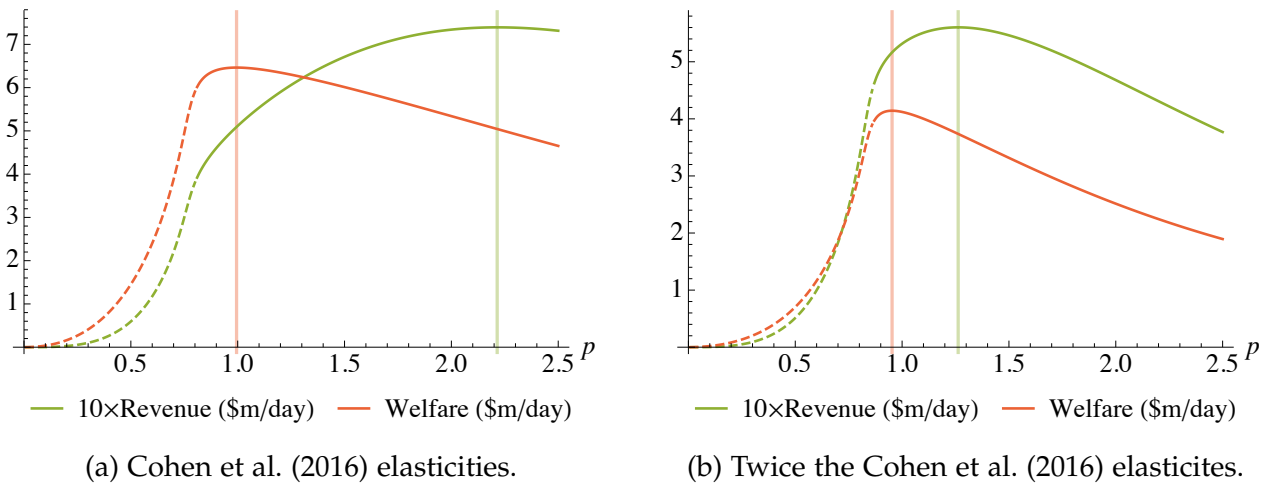 7
6
5
4
3
2
1
0.5 1.0 1.5 2.0 2.5 p
10×Revenue ($m/day) Welfare ($m/day)
(a) Cohen et al. (2016) elasticities.
5
4
3
2
1
0.5 1.0 1.5 2.0 2.5 p
10×Revenue ($m/day) Welfare ($m/day)
(b) Twice the Cohen et al. (2016) elasticites.